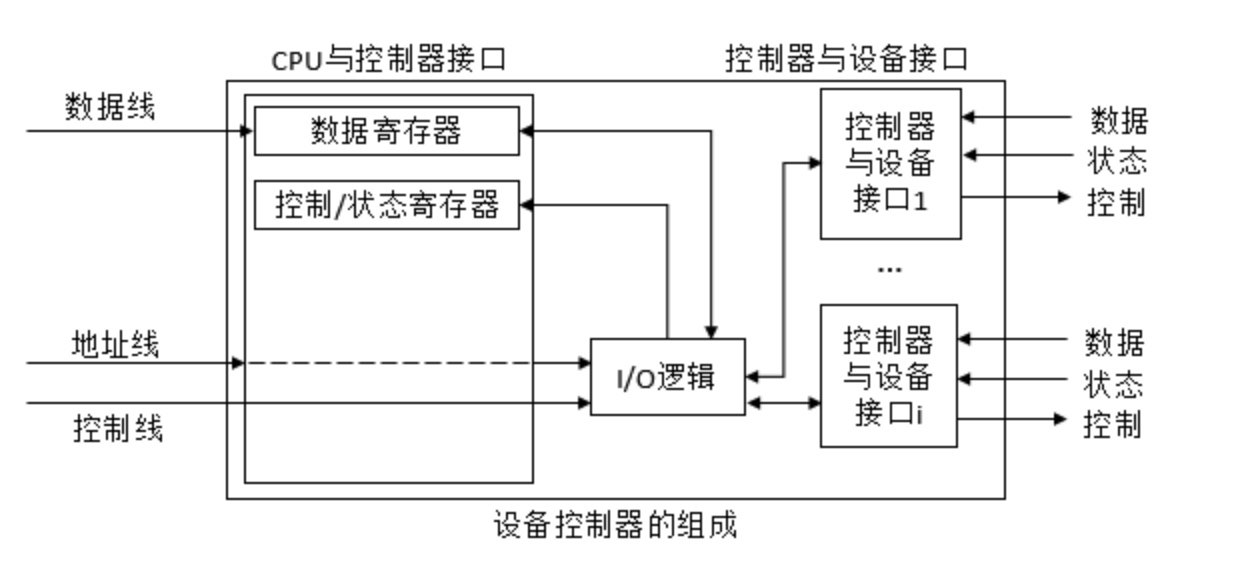 CPU与控制器接口
控制器与设备接口
数据线
数据寄存器
控制/状态寄存器
地址线
控制线
I/O逻辑
控制器
与设备
接口1
数据
状态
控制
...
控制器
与设备
接口i
数据
状态
控制
设备控制器的组成